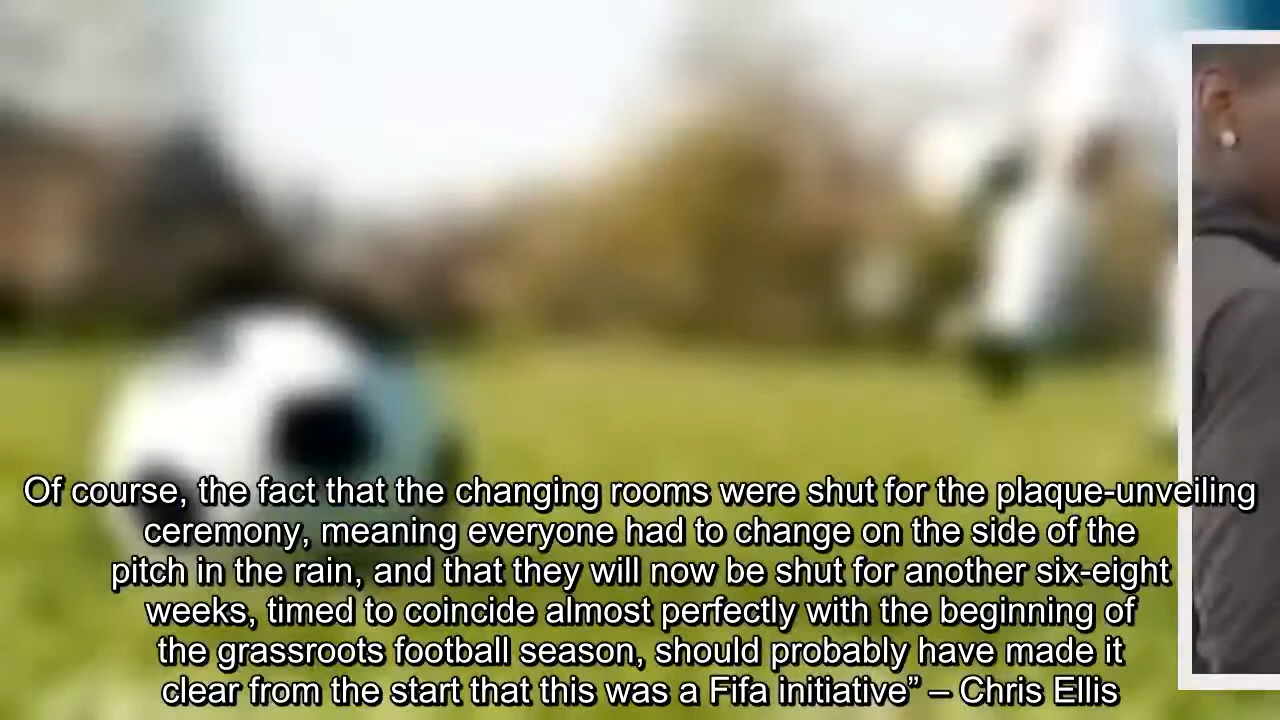 Of course, the fact that the changing rooms were shut for the plaque-unveiling
ceremony, meaning everyone had to change on the side of the
pitch in the rain, and that they will now be shut for another six-eight
weeks, timed to coincide almost perfectly with the beginning of
the grassroots football season, should probably have made it
clear from the start that this was a Fifa initiative” – Chris Ellis